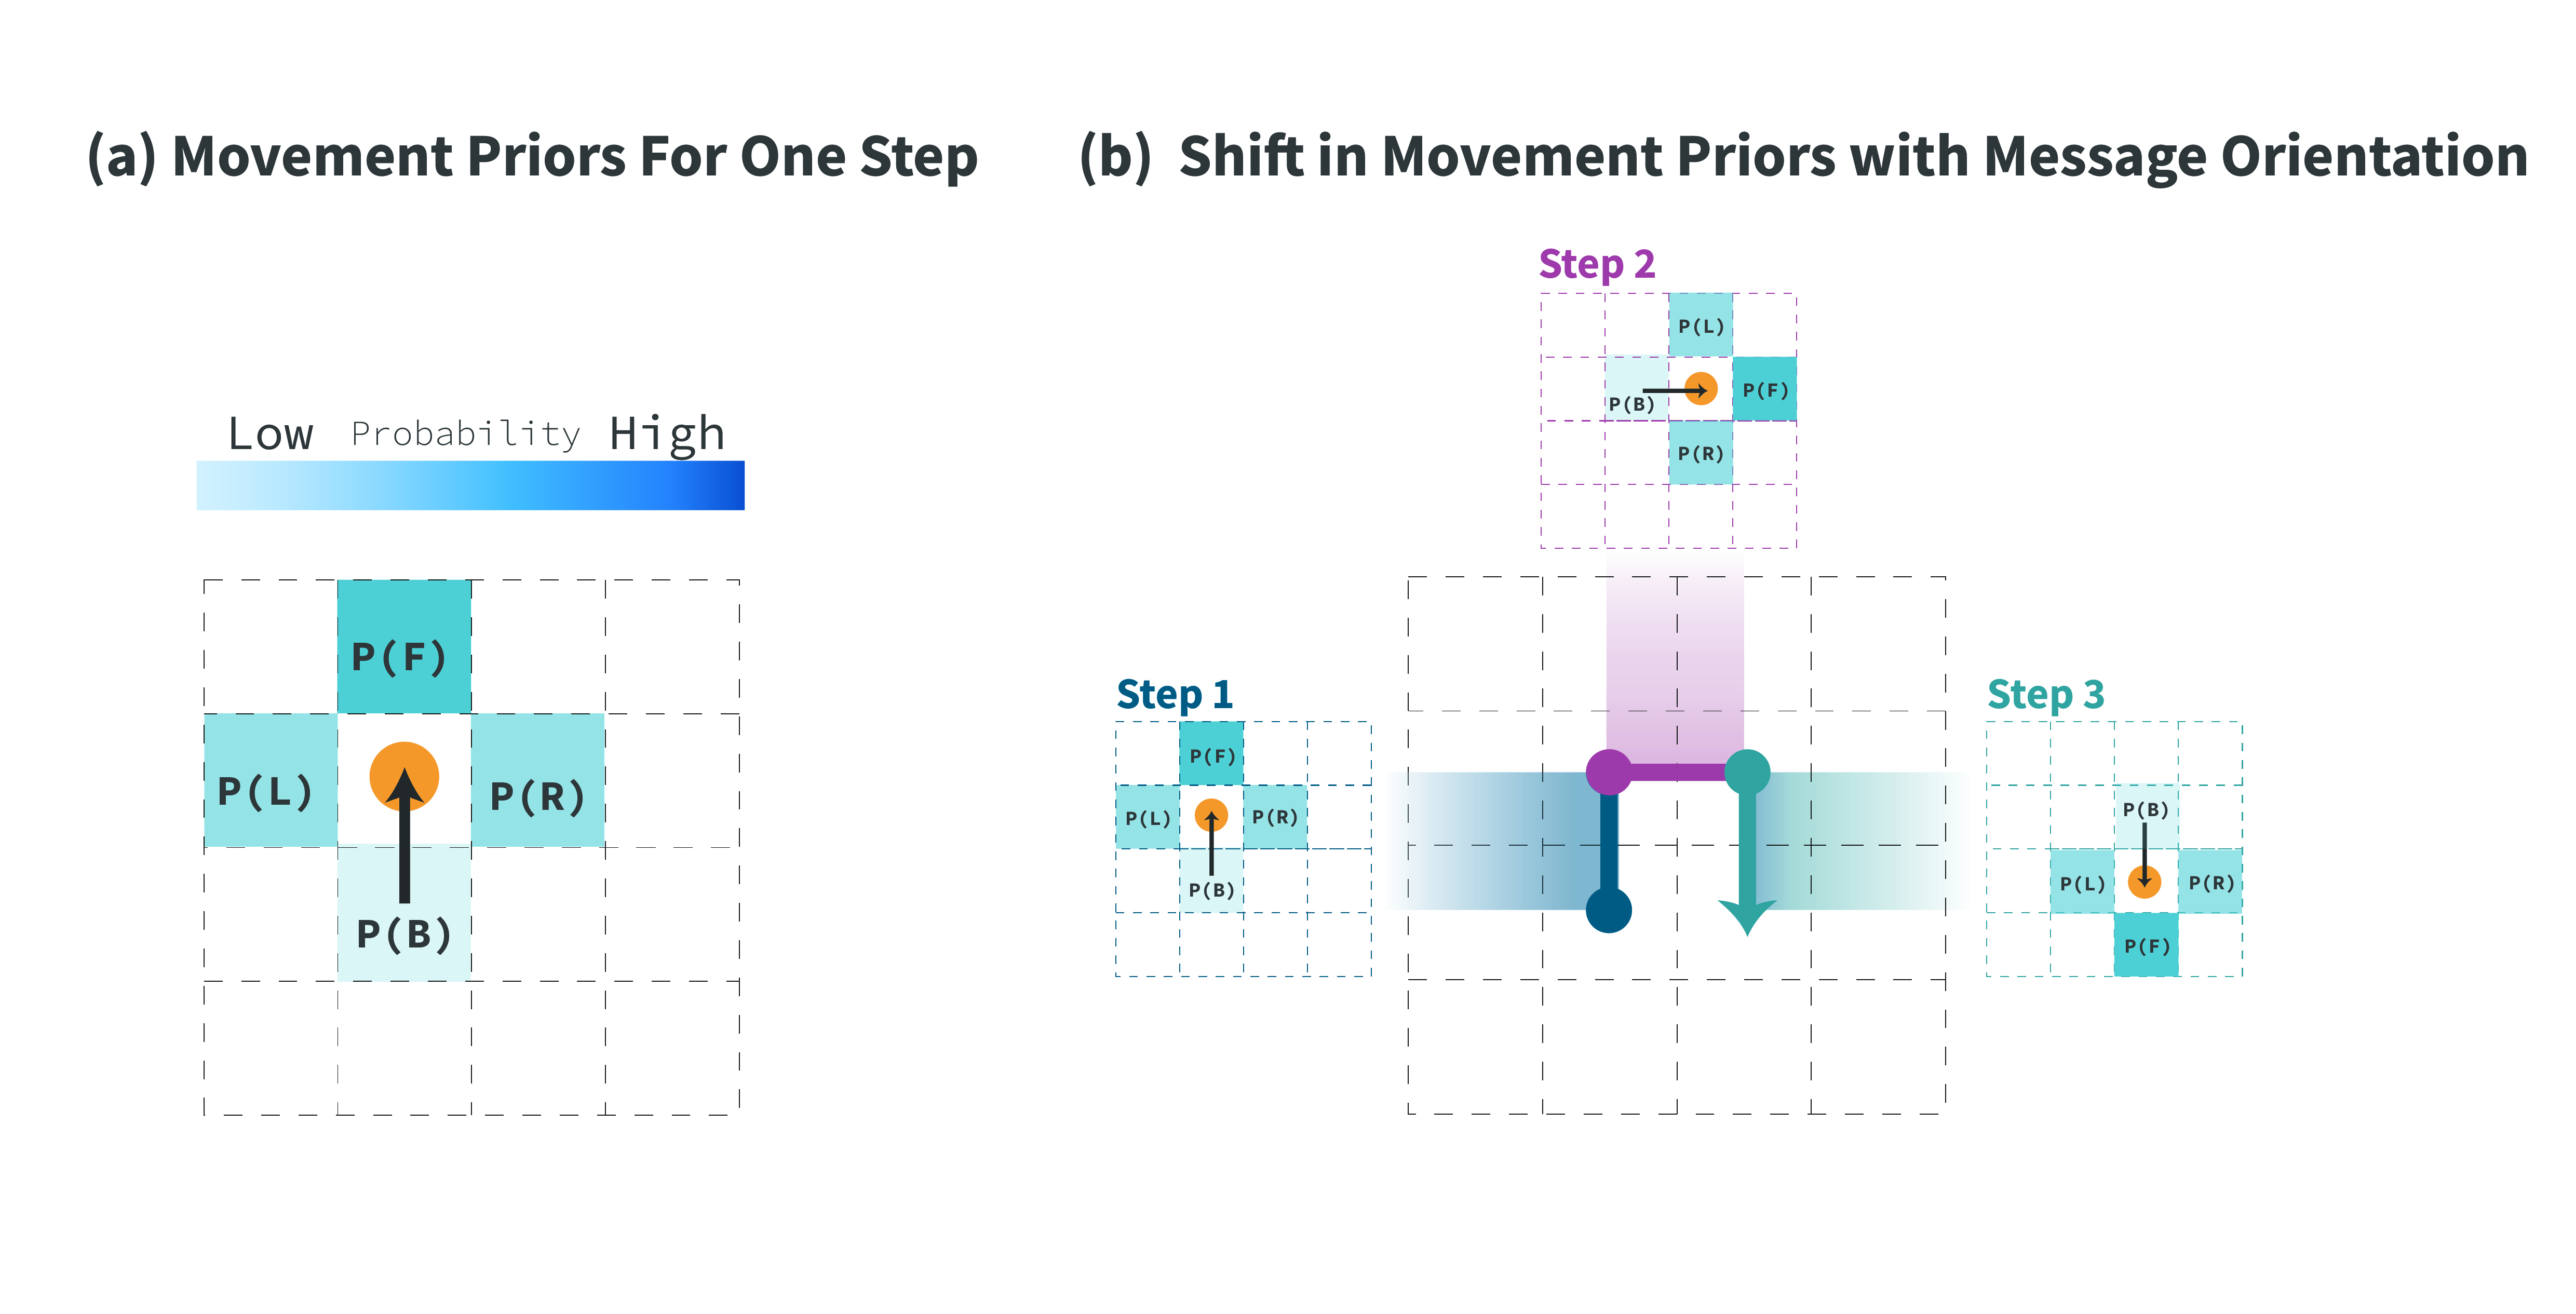 (a) Movement Priors For One Step
Low Probability High
P(F)
P(L)
P(R)
P(B)
(b) Shift in Movement Priors with Message Orientation
Step 2
P(L)
P(B)
P(F)
P(R)
Step 1
P(F)
P(L)
P(R)
P(B)
Step 3
P(B)
P(L)
P(R)
P(F)